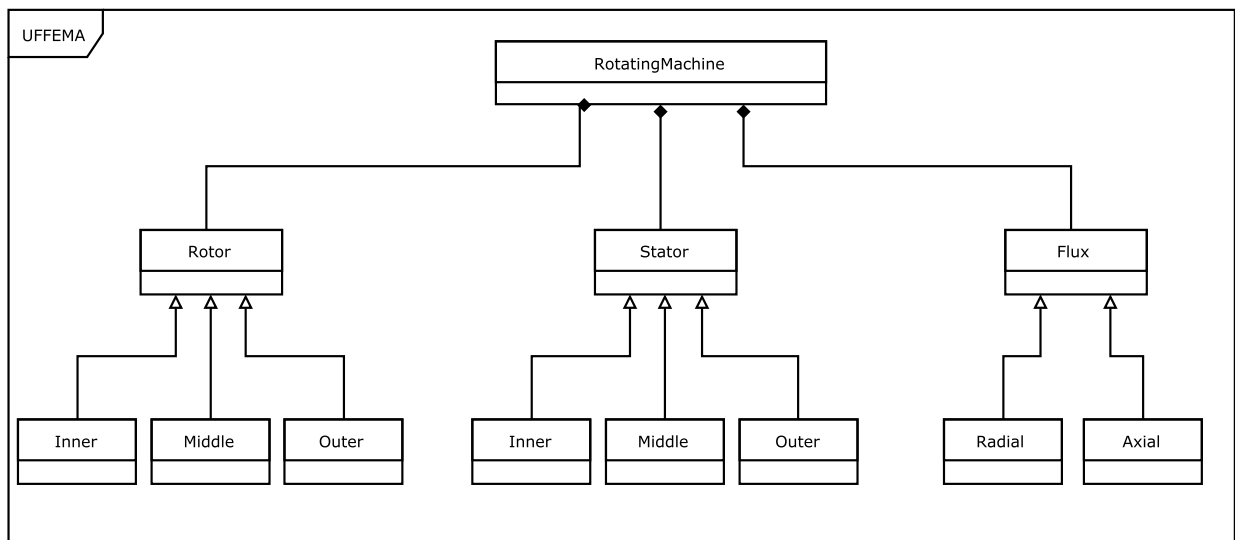 UFFEMA
RotatingMachine
Rotor
Stator
Flux
Inner
Middle
Outer
Inner
Middle
Outer
Radial
Axial